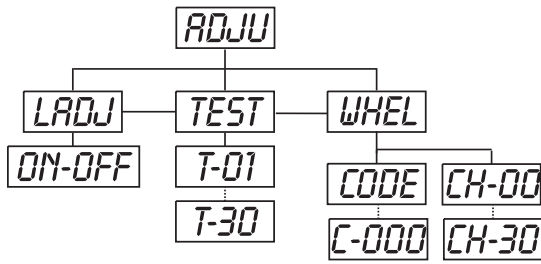 ADJU
LADJ TEST WHEL
ON-OFF T-01
CODE CH-00
T-30
C-000 CH-30